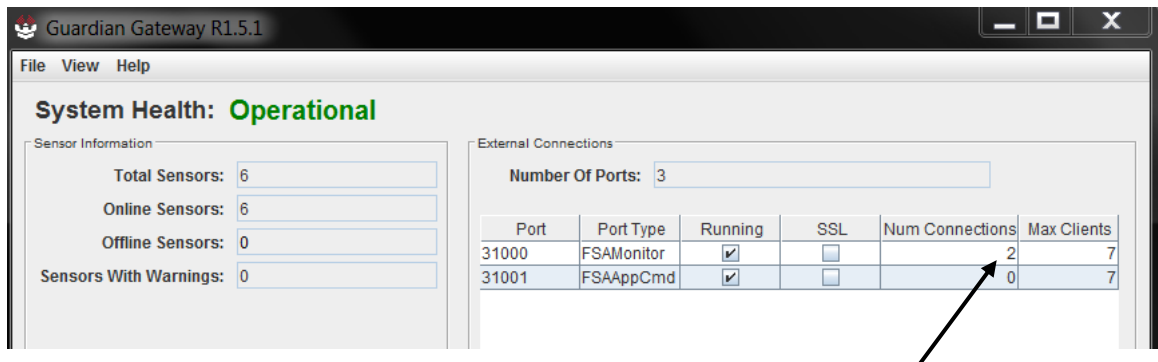 Guardian Gateway R1.5.1
File View Help
System Health: Operational
Sensor Information
Total Sensors: 6
Online Sensors: 6
Offline Sensors: 0
Sensors With Warnings: 0
External Connections
Number Of Ports: 3
Port Port Type Running SSL Num Connections Max Clients
31000 FSAMonitor 2 7
31001 FSAAppCmd 0 7